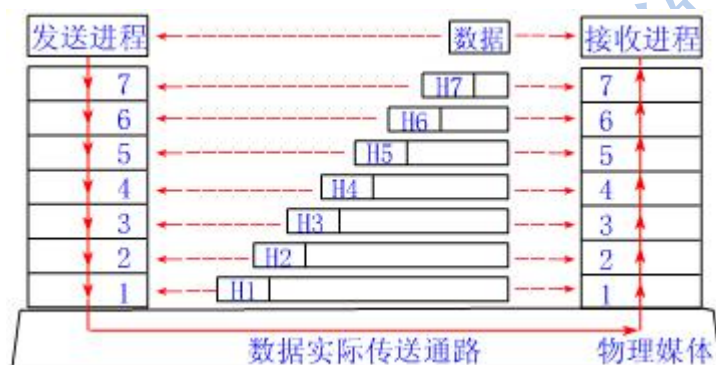 发送进程 数据 接收进程
7 H7 7
6 H6 6
5 H5 5
4 H4 4
3 H3 3
2 H2 2
1 H1 1
数据实际传送通路 物理媒体